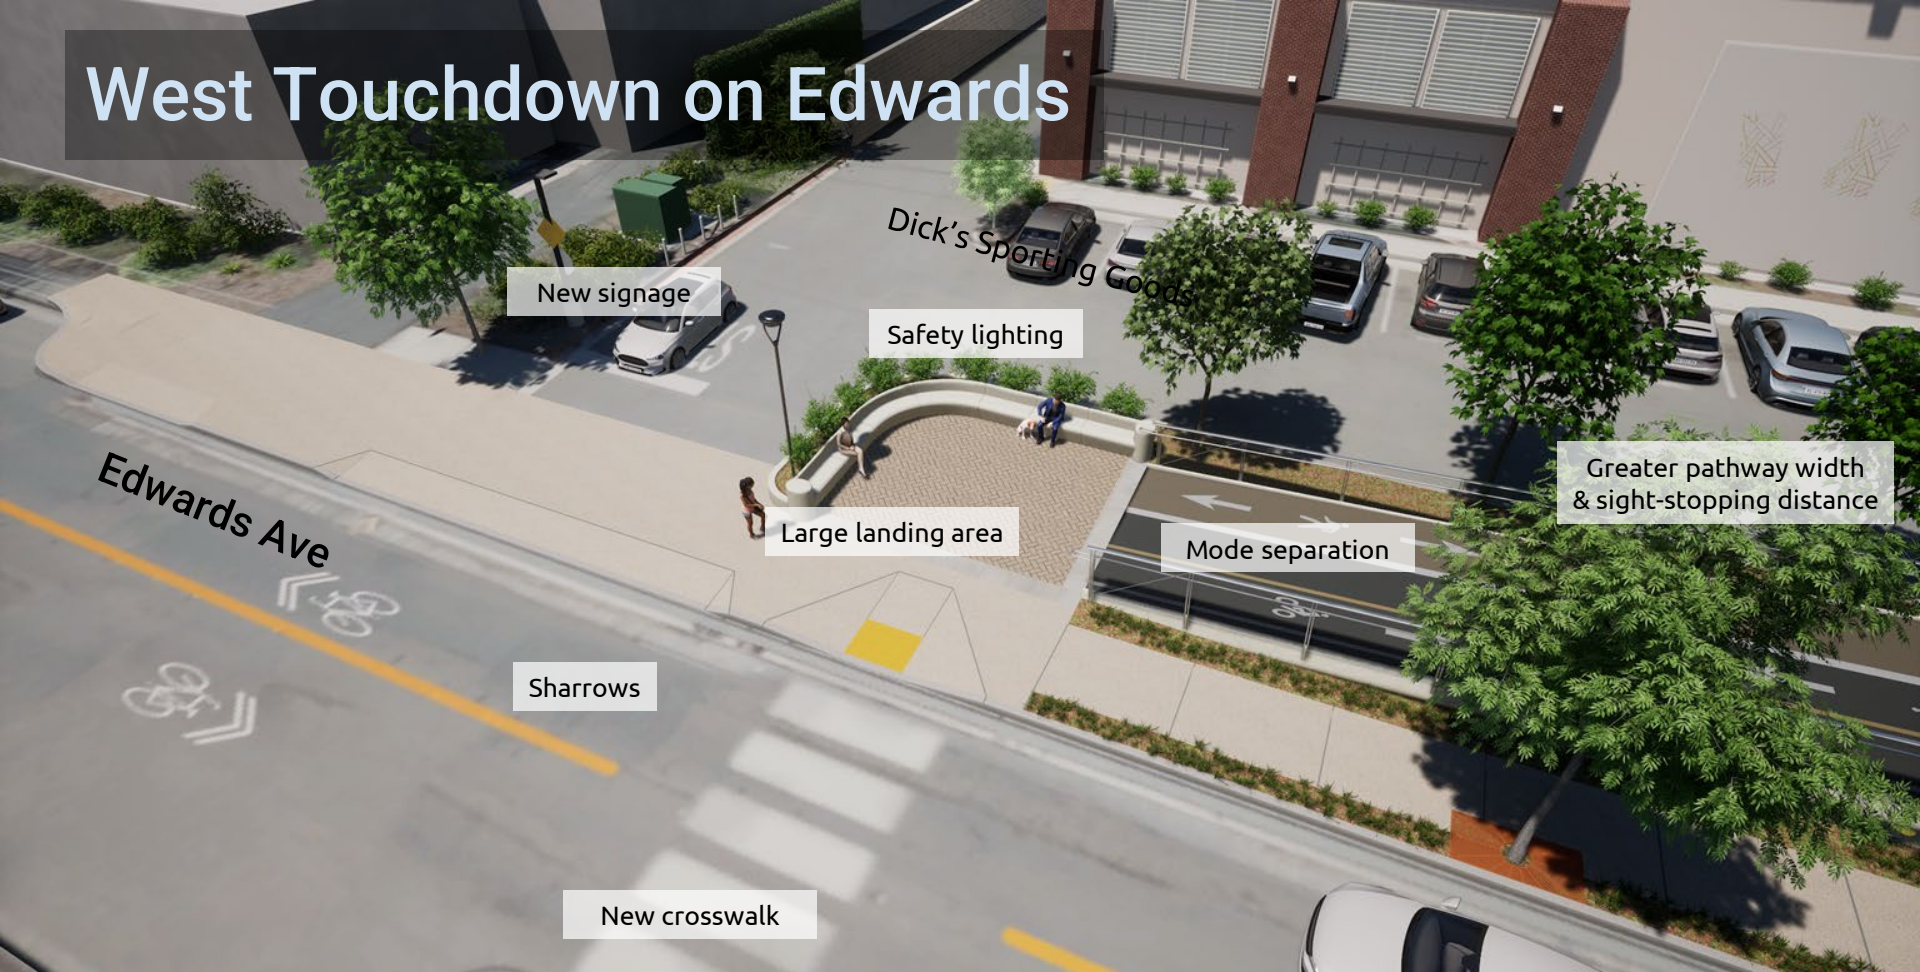 West Touchdown on Edwards
Dick's Sporting Goods
New signage
Safety lighting
Greater pathway width
& sight-stopping distance
Edwards Ave
Large landing area
Mode separation
Sharrows
New crosswalk